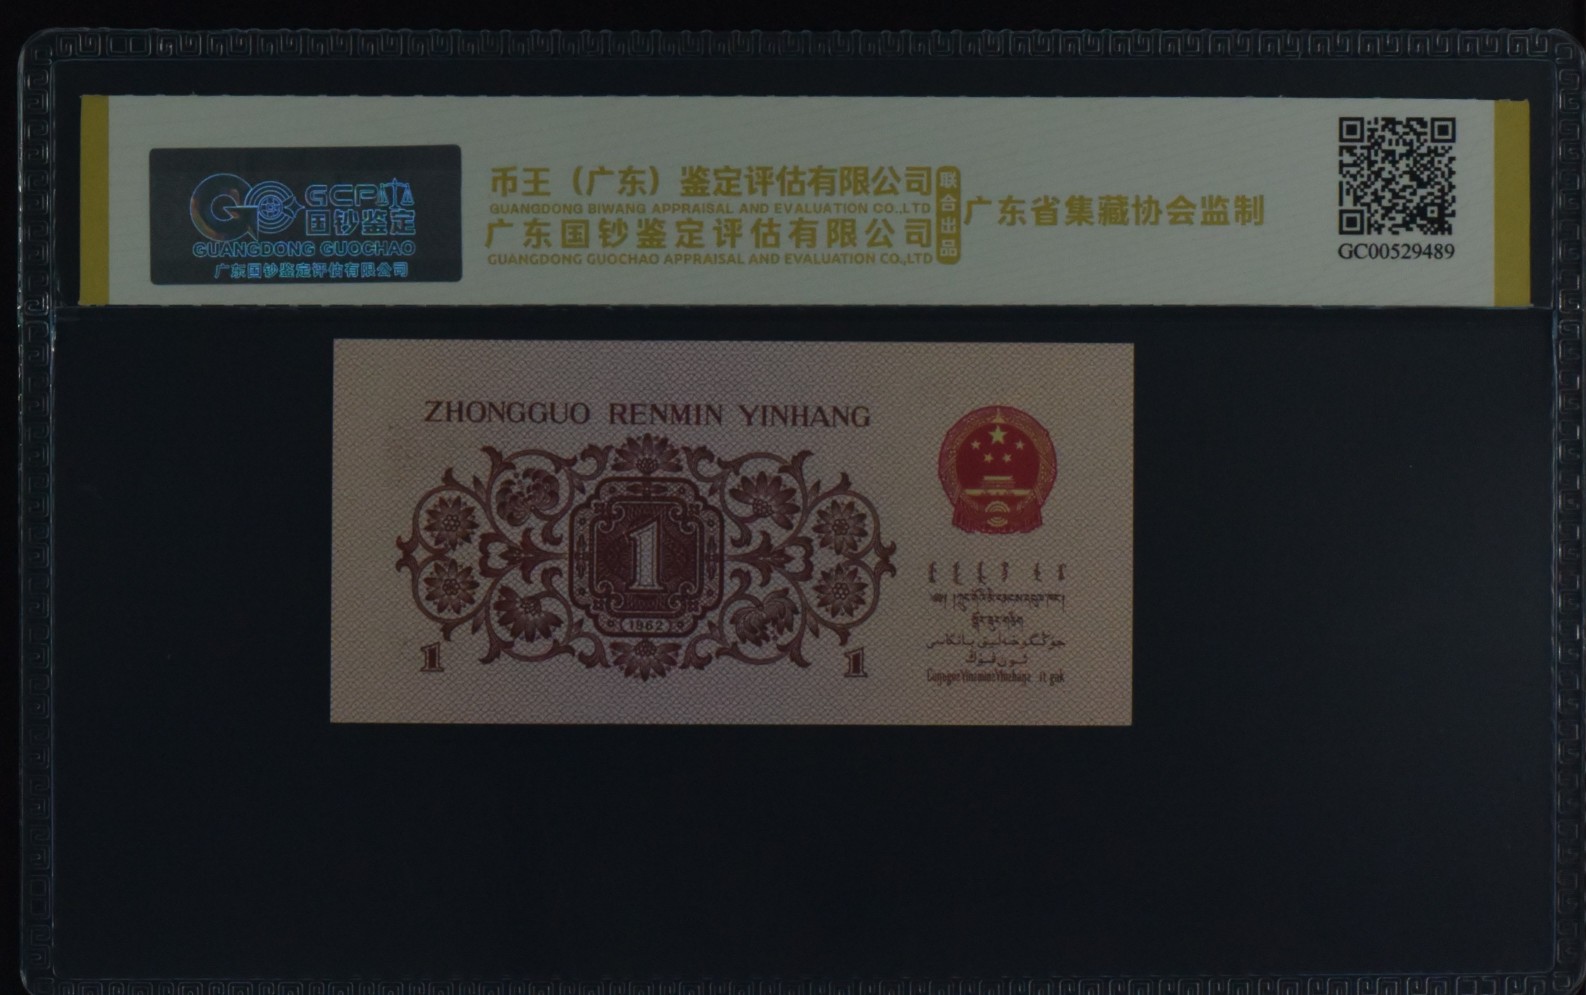 GCP
国钞鉴定
GUANGDONG GUOCHAO
广东国钞鉴定评估有限公司
币王（广东）鉴定评估有限公司
GUANGDONG BIWANG APPRAISAL AND EVALUATION CO.,LTD
广东国钞鉴定评估有限公司
GUANGDONG GUOCHAO APPRAISAL AND EVALUATION CO.,LTD
联合出品
广东省集藏协会监制
GC00529489
ZHONGGUO RENMIN YINHANG
1
1962
1
1